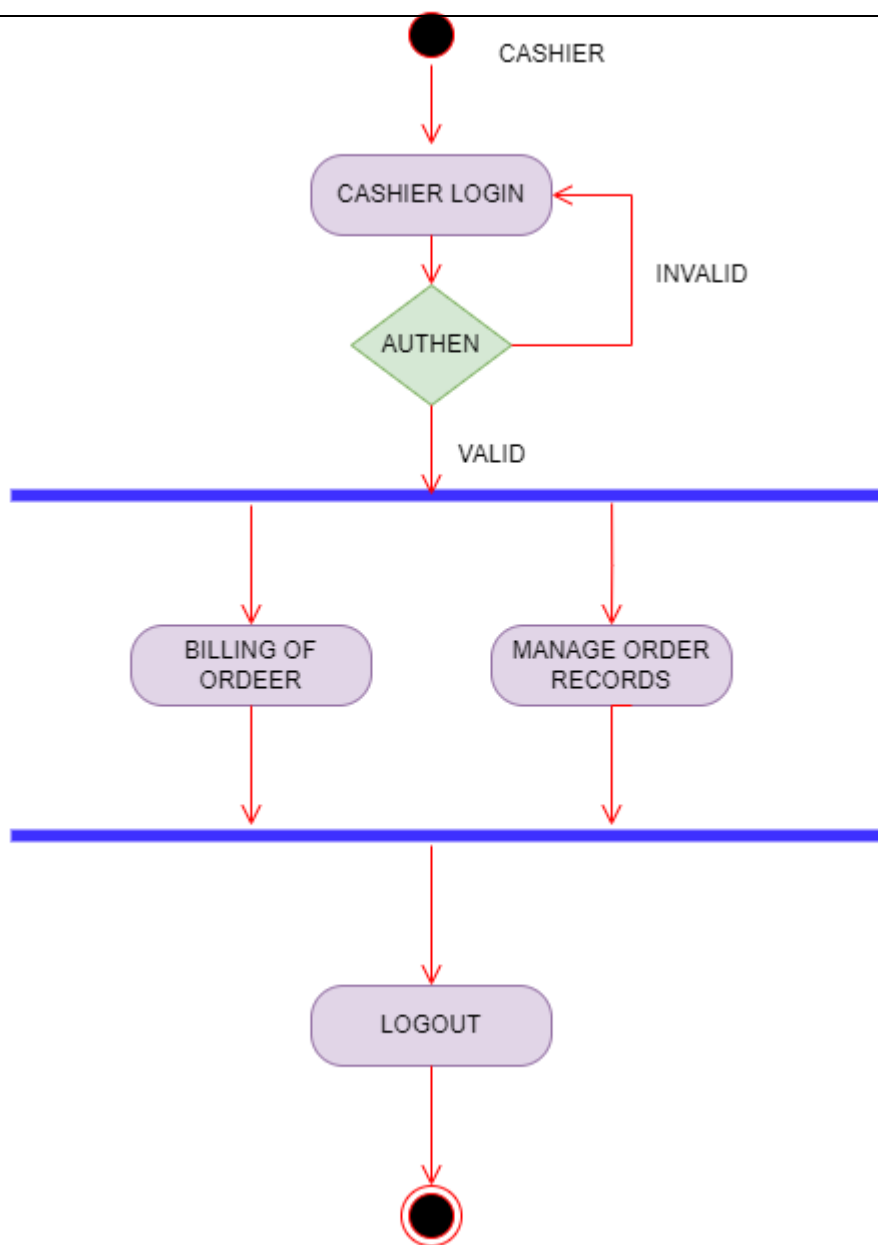 CASHIER
CASHIER LOGIN
INVALID
AUTHEN
VALID
BILLING OF
ORDEER
MANAGE ORDER
RECORDS
LOGOUT